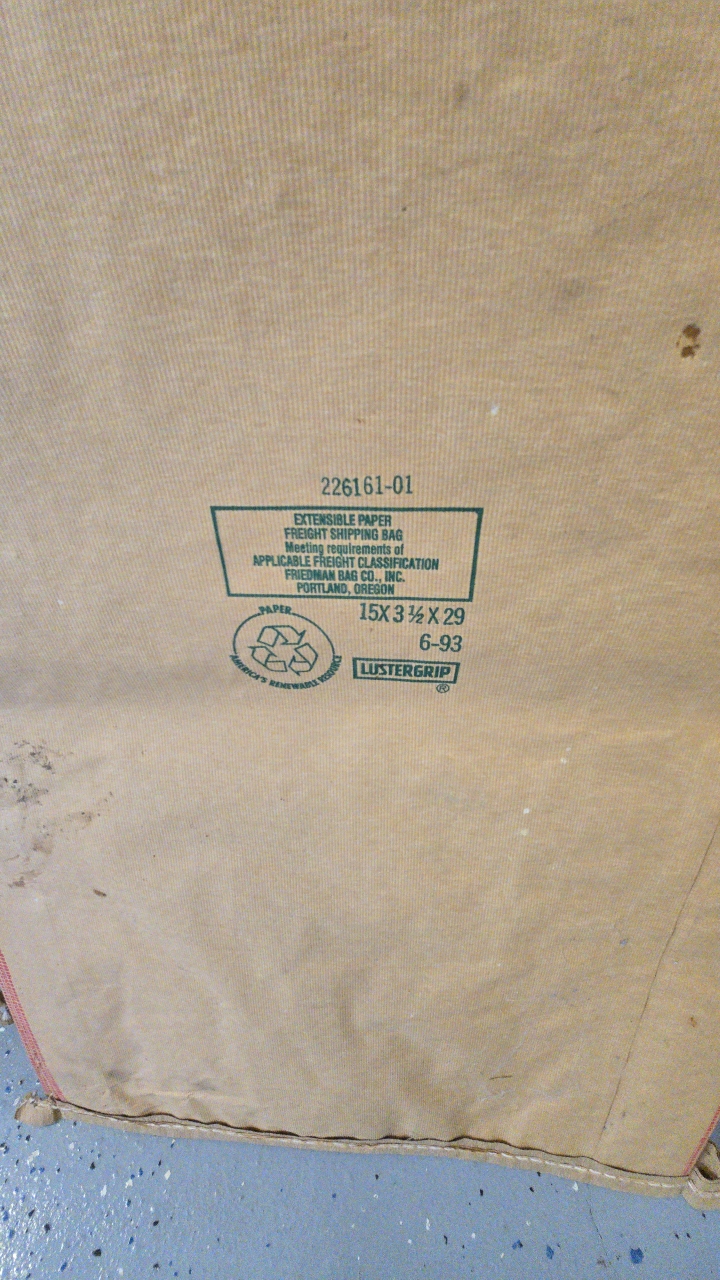 226161-01
EXTENSIBLE PAPER
FREIGHT SHIPPING BAG
Meeting requirements of
APPLICABLE FREIGHT CLASSIFICATION
FRIEDMAN BAG CO., INC.
PORTLAND, OREGON
15X 3 ½ X 29
6-93
PAPER
AMERICA'S RENEWABLE RESOURCE
LUSTERGRIP
®